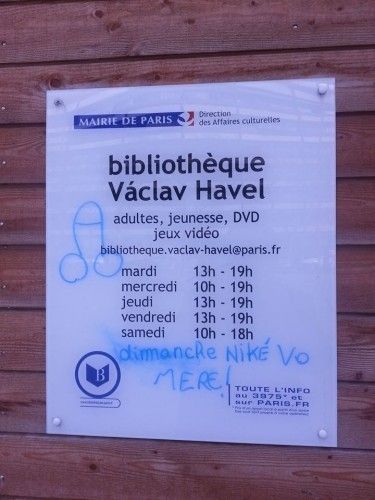 MAIRIE DE PARIS
Direction
des Affaires culturelles
bibliothèque
Václav Havel
adultes, jeunesse, DVD
jeux vidéo
bibliotheque.vaclav-havel@paris.fr
mardi 13h - 19h
mercredi 10h - 19h
jeudi 13h - 19h
vendredi 13h - 19h
samedi 10h - 18h
dimanche NIKÉ VO
MERE!
B
TOUTE L'INFO
au 3975* et
sur PARIS.FR